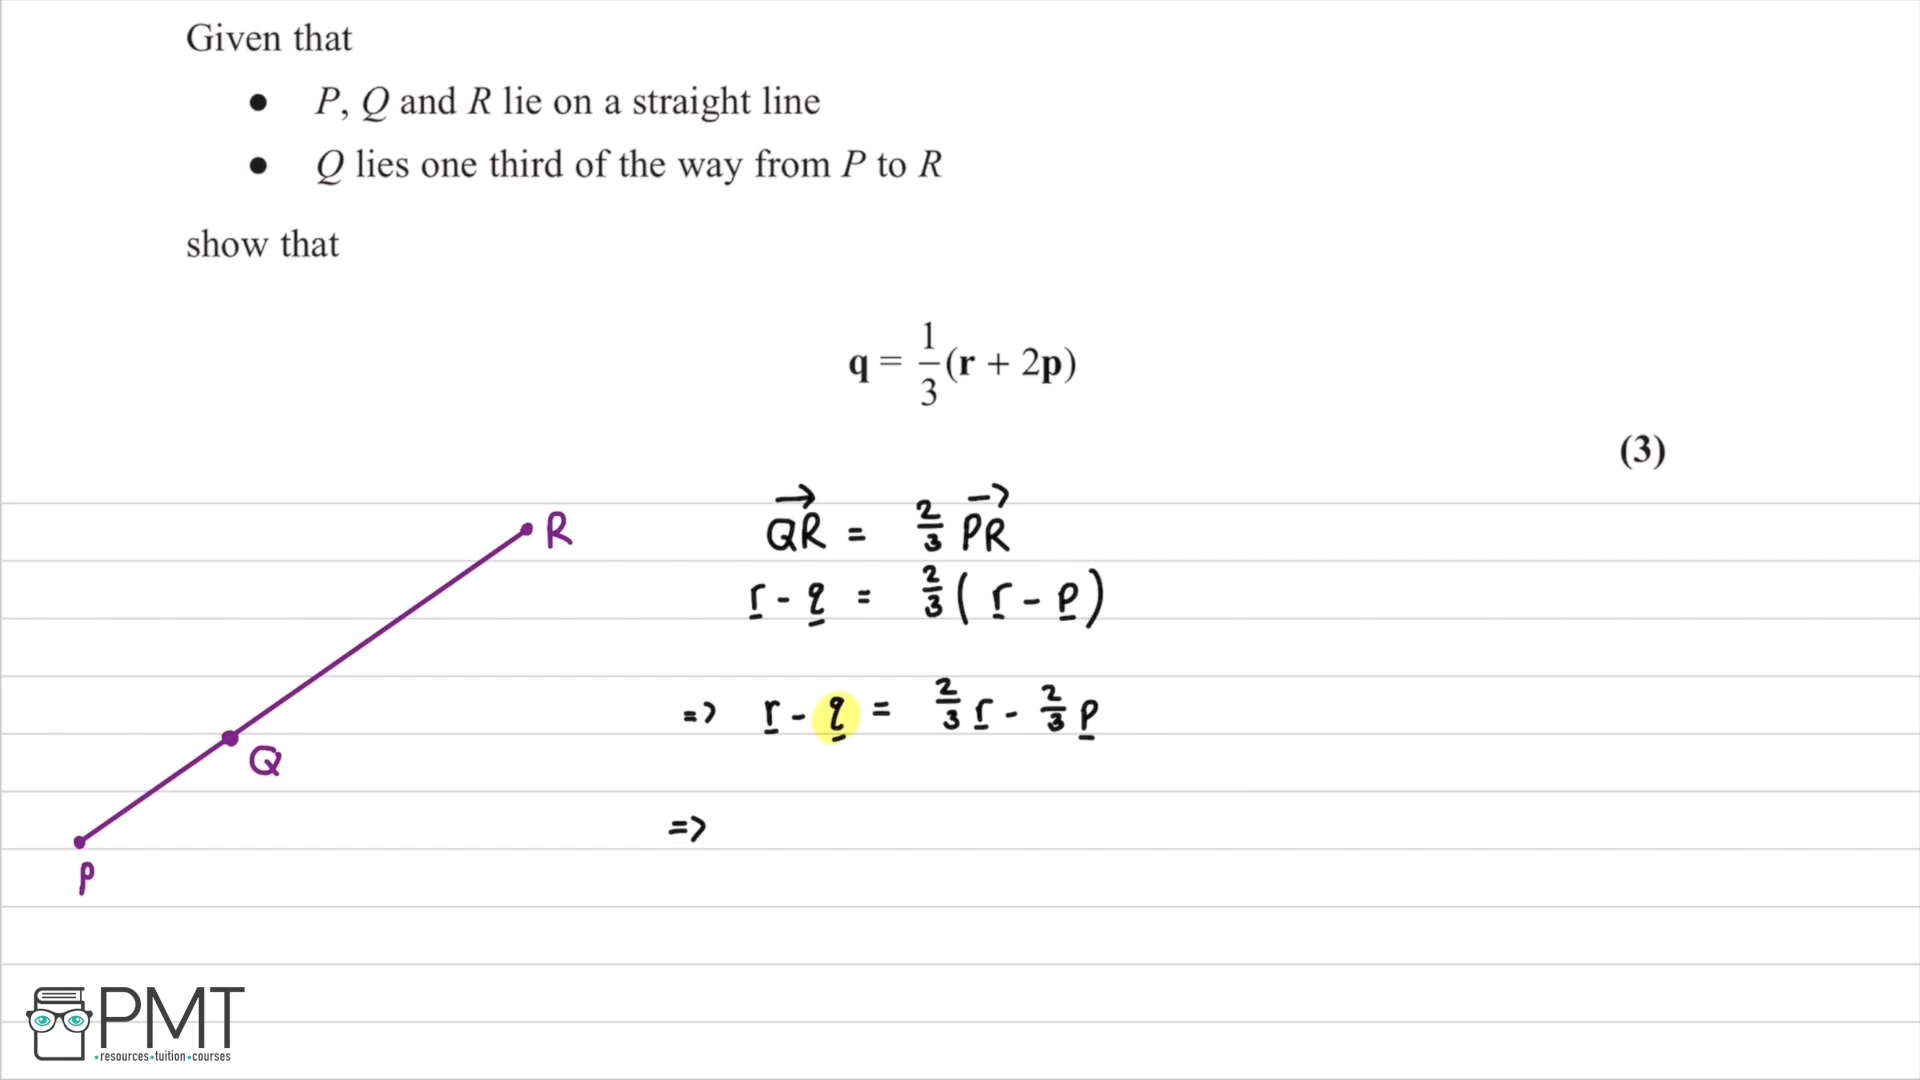 Given that
● P, Q and R lie on a straight line
● Q lies one third of the way from P to R
show that
q = 1/3 (r + 2p)
(3)
R
Q
P
→QR = 2/3 →PR
r - q = 2/3 ( r - p )
=> r - q = 2/3 r - 2/3 p
=>
PMT
•resources•tuition•courses